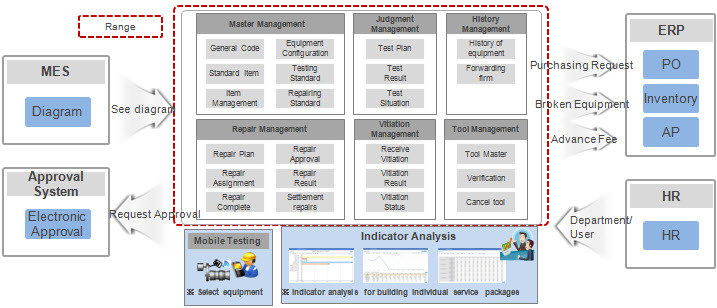 Range
Master Management
General Code
Equipment
Configuration
Standard Item
Testing
Standard
Item
Management
Repairing
Standard
Judgment
Management
Test Plan
Test
Result
Test
Situation
History
Management
History of
equipment
Forwarding
firm
Repair Management
Repair Plan
Repair
Approval
Repair
Assignment
Repair
Result
Repair
Complete
Settlement
repairs
Vitiation
Management
Receive
Vitiation
Vitiation
Result
Vitiation
Status
Tool Management
Tool Master
Verification
Cancel tool
MES
Diagram
See diagram
Approval
System
Electronic
Approval
Request Approval
ERP
PO
Inventory
AP
Purchasing Request
Broken Equipment
Advance Fee
HR
HR
Department/
User
Mobile Testing
※ Select equipment
Indicator Analysis
※ Indicator analysis for building individual service packages